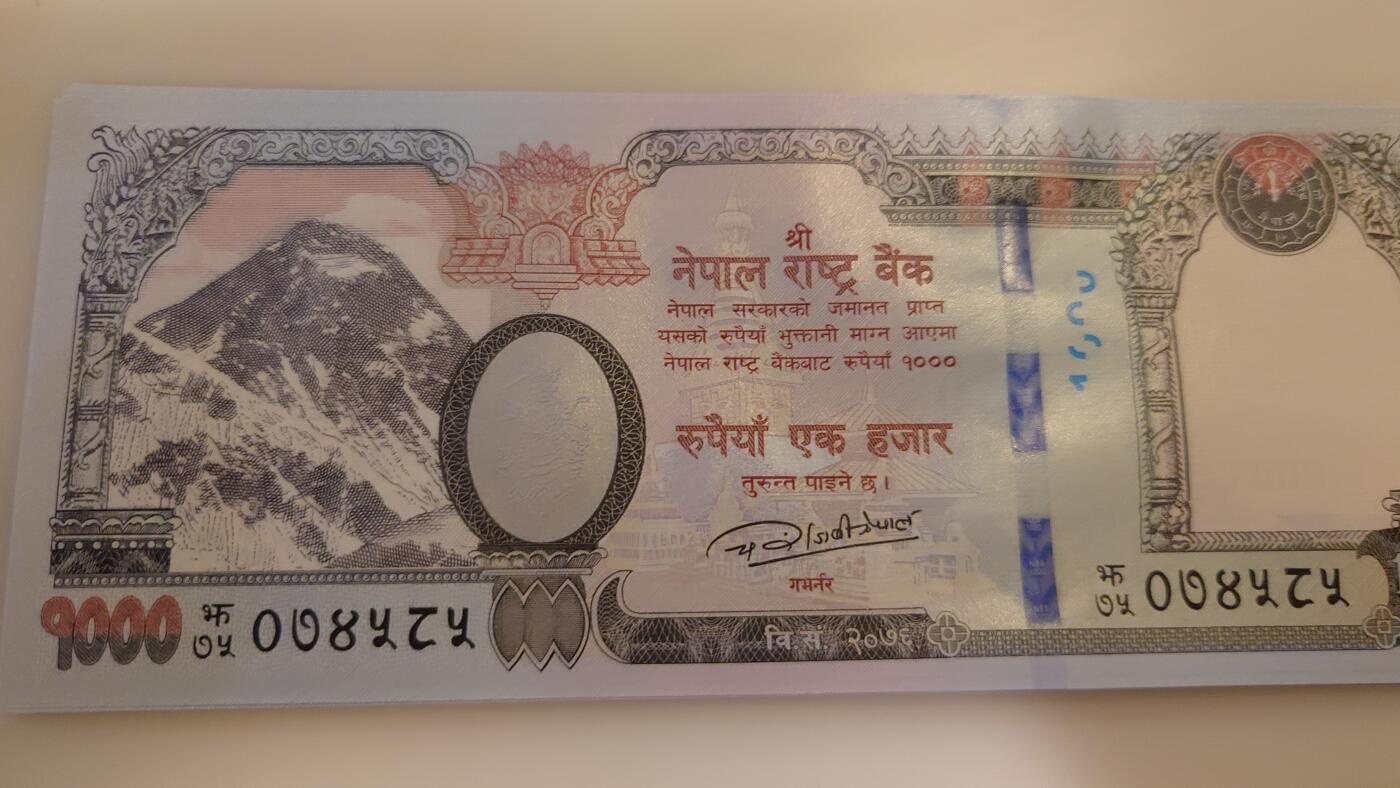 श्री
नेपाल राष्ट्र बैंक
नेपाल सरकारको जमानत प्राप्त
यसको रुपैयाँ भुक्तानी माग्न आएमा
नेपाल राष्ट्र बैंकबाट रुपैयाँ १०००
रुपैयाँ एक हजार
तुरुन्त पाइने छ।
गभर्नर
१००० झ ७५ ०७४५८५
वि.सं. २०७६
झ ७५ ०७४५८५
नेपाल